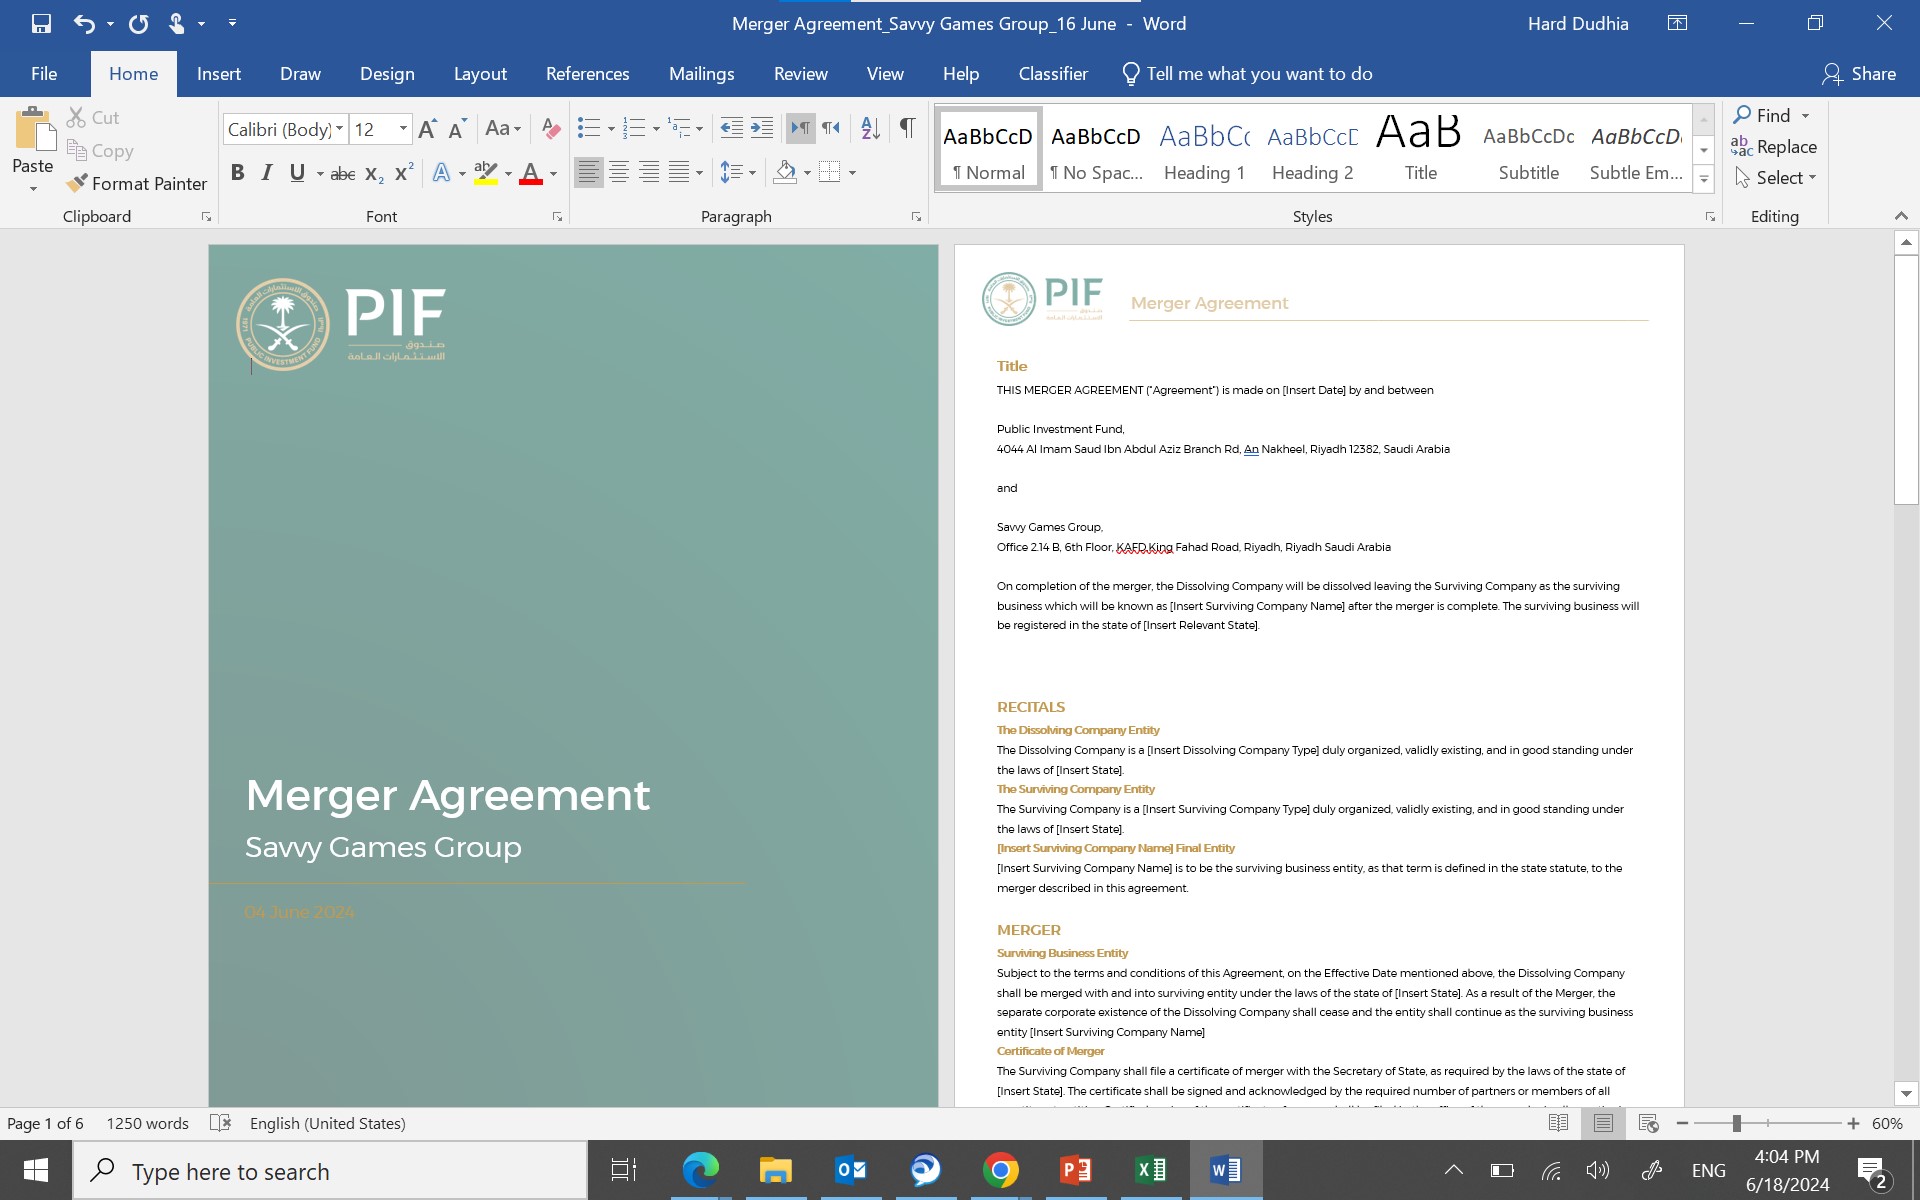 Merger Agreement_Savvy Games Group_16 June - Word
Hard Dudhia
File Home Insert Draw Design Layout References Mailings Review View Help Classifier Tell me what you want to do Share
Paste
Cut
Copy
Format Painter
Clipboard
Calibri (Body) 12
Font
Paragraph
AaBbCcD AaBbCcD AaBbC AaBbCcD AaB AaBbCcD AaBbCcD
¶ Normal ¶ No Spac... Heading 1 Heading 2 Title Subtitle Subtle Em...
Styles
Find
Replace
Select
Editing
PIF
صندوق
الاستثمارات العامة
PUBLIC INVESTMENT FUND
Merger Agreement
Savvy Games Group
04 June 2024
PIF
صندوق
الاستثمارات العامة
Merger Agreement
Title
THIS MERGER AGREEMENT ("Agreement") is made on [Insert Date] by and between
Public Investment Fund,
4044 Al Imam Saud Ibn Abdul Aziz Branch Rd, An Nakheel, Riyadh 12382, Saudi Arabia
and
Savvy Games Group,
Office 2.14 B, 6th Floor, KAFD,King Fahad Road, Riyadh, Riyadh Saudi Arabia
On completion of the merger, the Dissolving Company will be dissolved leaving the Surviving Company as the surviving
business which will be known as [Insert Surviving Company Name] after the merger is complete. The surviving business will
be registered in the state of [Insert Relevant State].
RECITALS
The Dissolving Company Entity
The Dissolving Company is a [Insert Dissolving Company Type] duly organized, validly existing, and in good standing under
the laws of [Insert State].
The Surviving Company Entity
The Surviving Company is a [Insert Surviving Company Type] duly organized, validly existing, and in good standing under
the laws of [Insert State].
[Insert Surviving Company Name] Final Entity
[Insert Surviving Company Name] is to be the surviving business entity, as that term is defined in the state statute, to the
merger described in this agreement.
MERGER
Surviving Business Entity
Subject to the terms and conditions of this Agreement, on the Effective Date mentioned above, the Dissolving Company
shall be merged with and into surviving entity under the laws of the state of [Insert State]. As a result of the Merger, the
separate corporate existence of the Dissolving Company shall cease and the entity shall continue as the surviving business
entity [Insert Surviving Company Name]
Certificate of Merger
The Surviving Company shall file a certificate of merger with the Secretary of State, as required by the laws of the state of
[Insert State]. The certificate shall be signed and acknowledged by the required number of partners or members of all
Page 1 of 6 1250 words English (United States) 60%
Type here to search
ENG
4:04 PM
6/18/2024
2